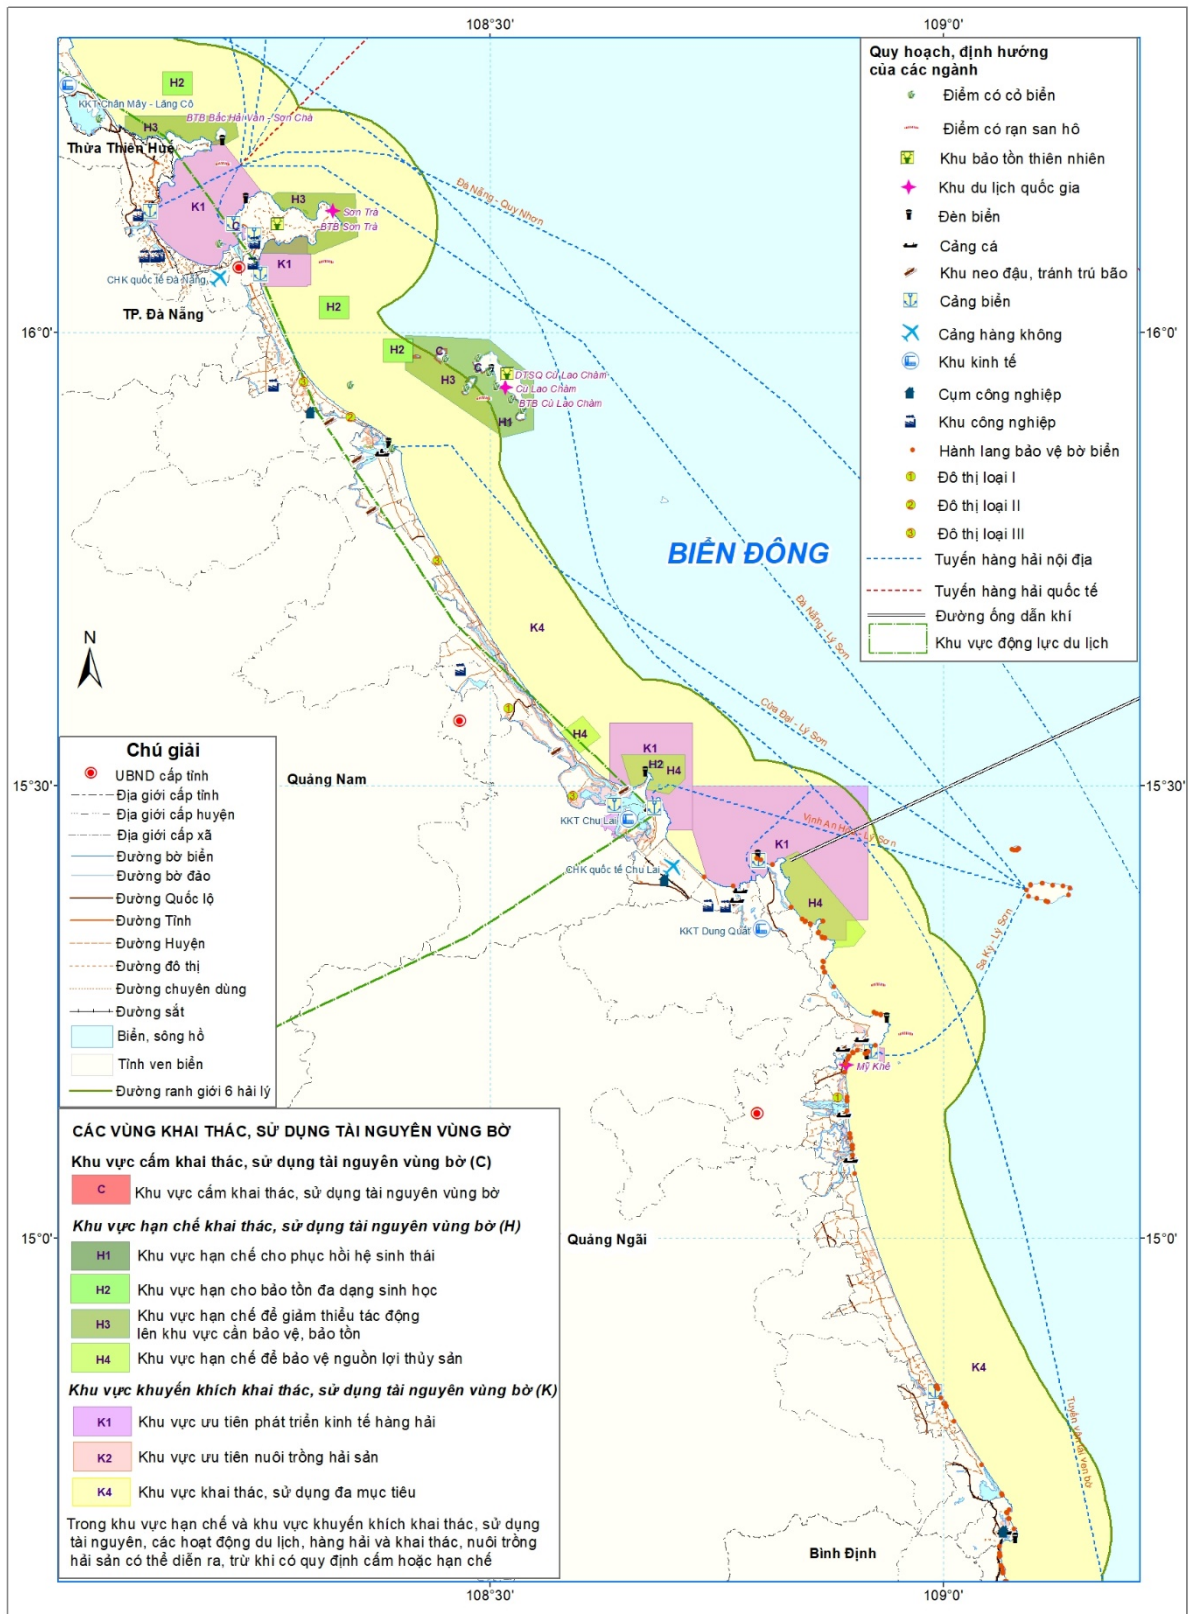 108°30'
109°0'
H2
KKT Chân Mây - Lăng Cô
BTB Bắc Hải Vân - Sơn Chà
H3
Thừa Thiên Huế
K1
H3
Sơn Trà
BTB Sơn Trà
C
K1
CHK quốc tế Đà Nẵng
TP. Đà Nẵng
H2
Đà Nẵng - Quy Nhơn
16°0'
16°0'
H2
C
C
H3
DTSQ Cù Lao Chàm
Cù Lao Chàm
BTB Cù Lao Chàm
H1
3
2
3
BIỂN ĐÔNG
K4
Đà Nẵng - Lý Sơn
Cửa Đại - Lý Sơn
1
H4
K1
H2
H4
Quảng Nam
15°30'
15°30'
3
KKT Chu Lai
Vịnh An Hòa - Lý Sơn
K1
CHK quốc tế Chu Lai
H4
KKT Dung Quất
Sa Kỳ - Lý Sơn
Mỹ Khê
1
Quảng Ngãi
15°0'
15°0'
K4
Tuyến vận tải ven bờ
Bình Định
108°30'
109°0'
N
Quy hoạch, định hướng
của các ngành
Điểm có cỏ biển
Điểm có rạn san hô
Khu bảo tồn thiên nhiên
Khu du lịch quốc gia
Đèn biển
Cảng cá
Khu neo đậu, tránh trú bão
Cảng biển
Cảng hàng không
Khu kinh tế
Cụm công nghiệp
Khu công nghiệp
Hành lang bảo vệ bờ biển
1 Đô thị loại I
2 Đô thị loại II
3 Đô thị loại III
Tuyến hàng hải nội địa
Tuyến hàng hải quốc tế
Đường ống dẫn khí
Khu vực động lực du lịch
Chú giải
UBND cấp tỉnh
Địa giới cấp tỉnh
Địa giới cấp huyện
Địa giới cấp xã
Đường bờ biển
Đường bờ đảo
Đường Quốc lộ
Đường Tỉnh
Đường Huyện
Đường đô thị
Đường chuyên dùng
Đường sắt
Biển, sông hồ
Tỉnh ven biển
Đường ranh giới 6 hải lý
CÁC VÙNG KHAI THÁC, SỬ DỤNG TÀI NGUYÊN VÙNG BỜ
Khu vực cấm khai thác, sử dụng tài nguyên vùng bờ (C)
C Khu vực cấm khai thác, sử dụng tài nguyên vùng bờ
Khu vực hạn chế khai thác, sử dụng tài nguyên vùng bờ (H)
H1 Khu vực hạn chế cho phục hồi hệ sinh thái
H2 Khu vực hạn cho bảo tồn đa dạng sinh học
H3 Khu vực hạn chế để giảm thiểu tác động
lên khu vực cần bảo vệ, bảo tồn
H4 Khu vực hạn chế để bảo vệ nguồn lợi thủy sản
Khu vực khuyến khích khai thác, sử dụng tài nguyên vùng bờ (K)
K1 Khu vực ưu tiên phát triển kinh tế hàng hải
K2 Khu vực ưu tiên nuôi trồng hải sản
K4 Khu vực khai thác, sử dụng đa mục tiêu
Trong khu vực hạn chế và khu vực khuyến khích khai thác, sử dụng
tài nguyên, các hoạt động du lịch, hàng hải và khai thác, nuôi trồng
hải sản có thể diễn ra, trừ khi có quy định cấm hoặc hạn chế